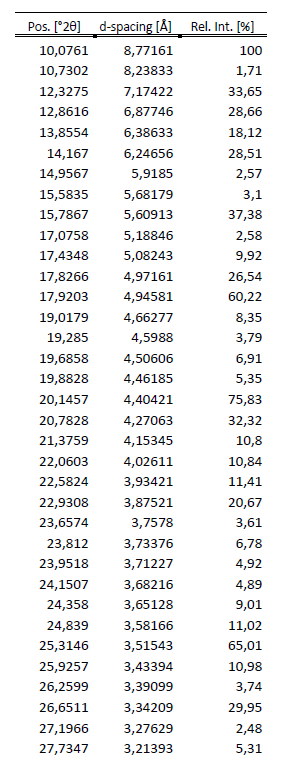 Pos. [°2θ] d-spacing [Å] Rel. Int. [%]
10,0761 8,77161 100
10,7302 8,23833 1,71
12,3275 7,17422 33,65
12,8616 6,87746 28,66
13,8554 6,38633 18,12
14,167 6,24656 28,51
14,9567 5,9185 2,57
15,5835 5,68179 3,1
15,7867 5,60913 37,38
17,0758 5,18846 2,58
17,4348 5,08243 9,92
17,8266 4,97161 26,54
17,9203 4,94581 60,22
19,0179 4,66277 8,35
19,285 4,5988 3,79
19,6858 4,50606 6,91
19,8828 4,46185 5,35
20,1457 4,40421 75,83
20,7828 4,27063 32,32
21,3759 4,15345 10,8
22,0603 4,02611 10,84
22,5824 3,93421 11,41
22,9308 3,87521 20,67
23,6574 3,7578 3,61
23,812 3,73376 6,78
23,9518 3,71227 4,92
24,1507 3,68216 4,89
24,358 3,65128 9,01
24,839 3,58166 11,02
25,3146 3,51543 65,01
25,9257 3,43394 10,98
26,2599 3,39099 3,74
26,6511 3,34209 29,95
27,1966 3,27629 2,48
27,7347 3,21393 5,31